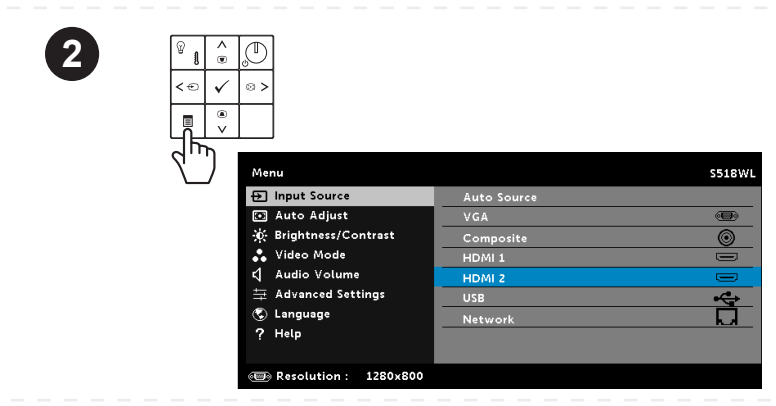 2
Menu S518WL
Input Source Auto Source
Auto Adjust VGA
Brightness/Contrast Composite
Video Mode HDMI 1
Audio Volume HDMI 2
Advanced Settings USB
Language Network
? Help
Resolution : 1280x800